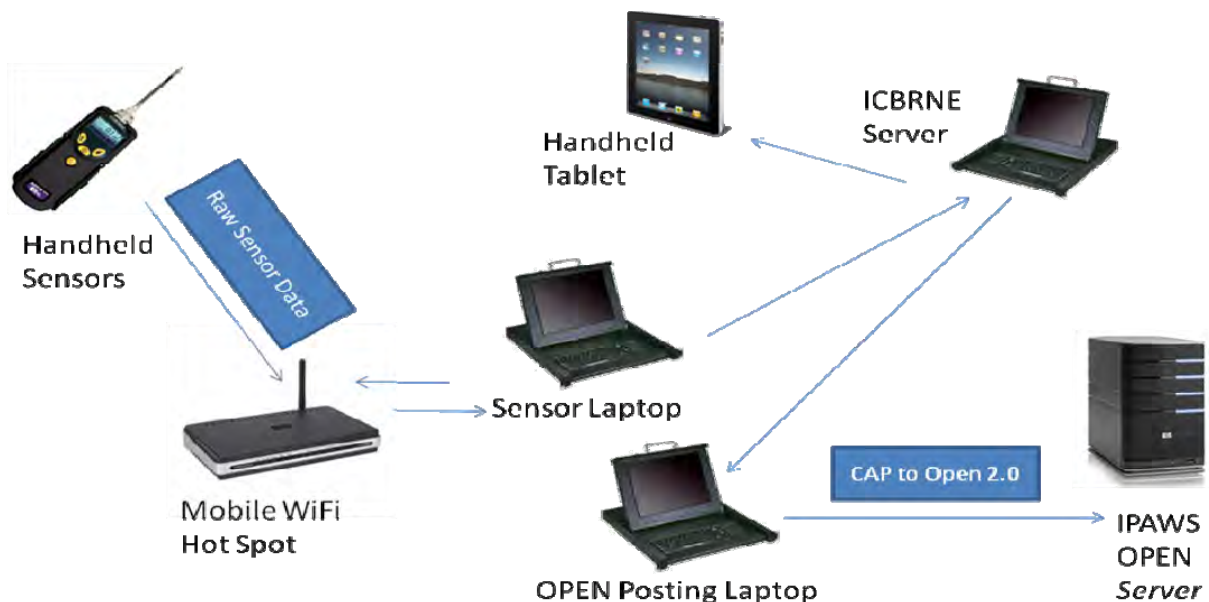 Handheld
Sensors
Raw Sensor Data
Mobile WiFi
Hot Spot
Handheld
Tablet
ICBRNE
Server
Sensor Laptop
OPEN Posting Laptop
CAP to Open 2.0
IPAWS
OPEN
Server